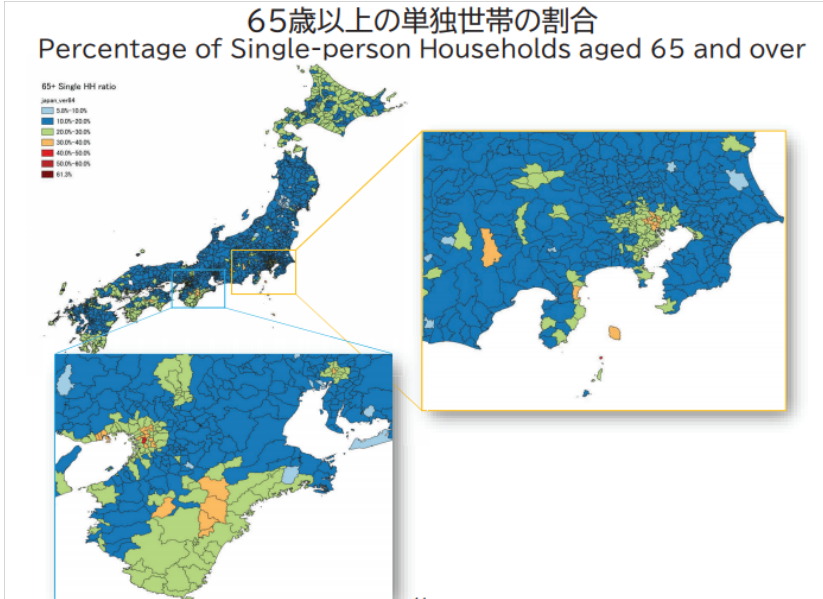 65歳以上の単独世帯の割合
Percentage of Single-person Households aged 65 and over
65+ Single HH ratio
japan_ver84
5.8%-10.0%
10.0%-20.0%
20.0%-30.0%
30.0%-40.0%
40.0%-50.0%
50.0%-60.0%
61.3%